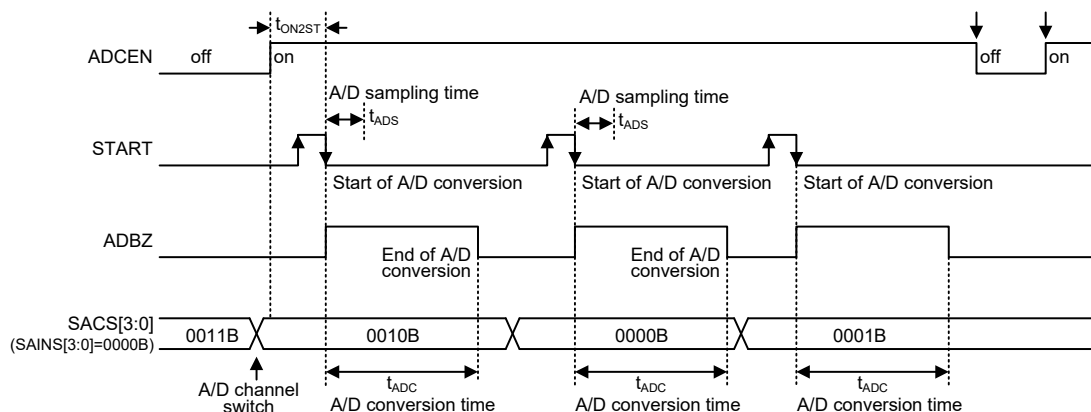 tON2ST
ADCEN off on off on
A/D sampling time A/D sampling time
tADS tADS
START
Start of A/D conversion Start of A/D conversion Start of A/D conversion
ADBZ
End of A/D conversion End of A/D conversion
SACS[3:0]
(SAINS[3:0]=0000B)
0011B 0010B 0000B 0001B
A/D channel switch
tADC tADC tADC
A/D conversion time A/D conversion time A/D conversion time